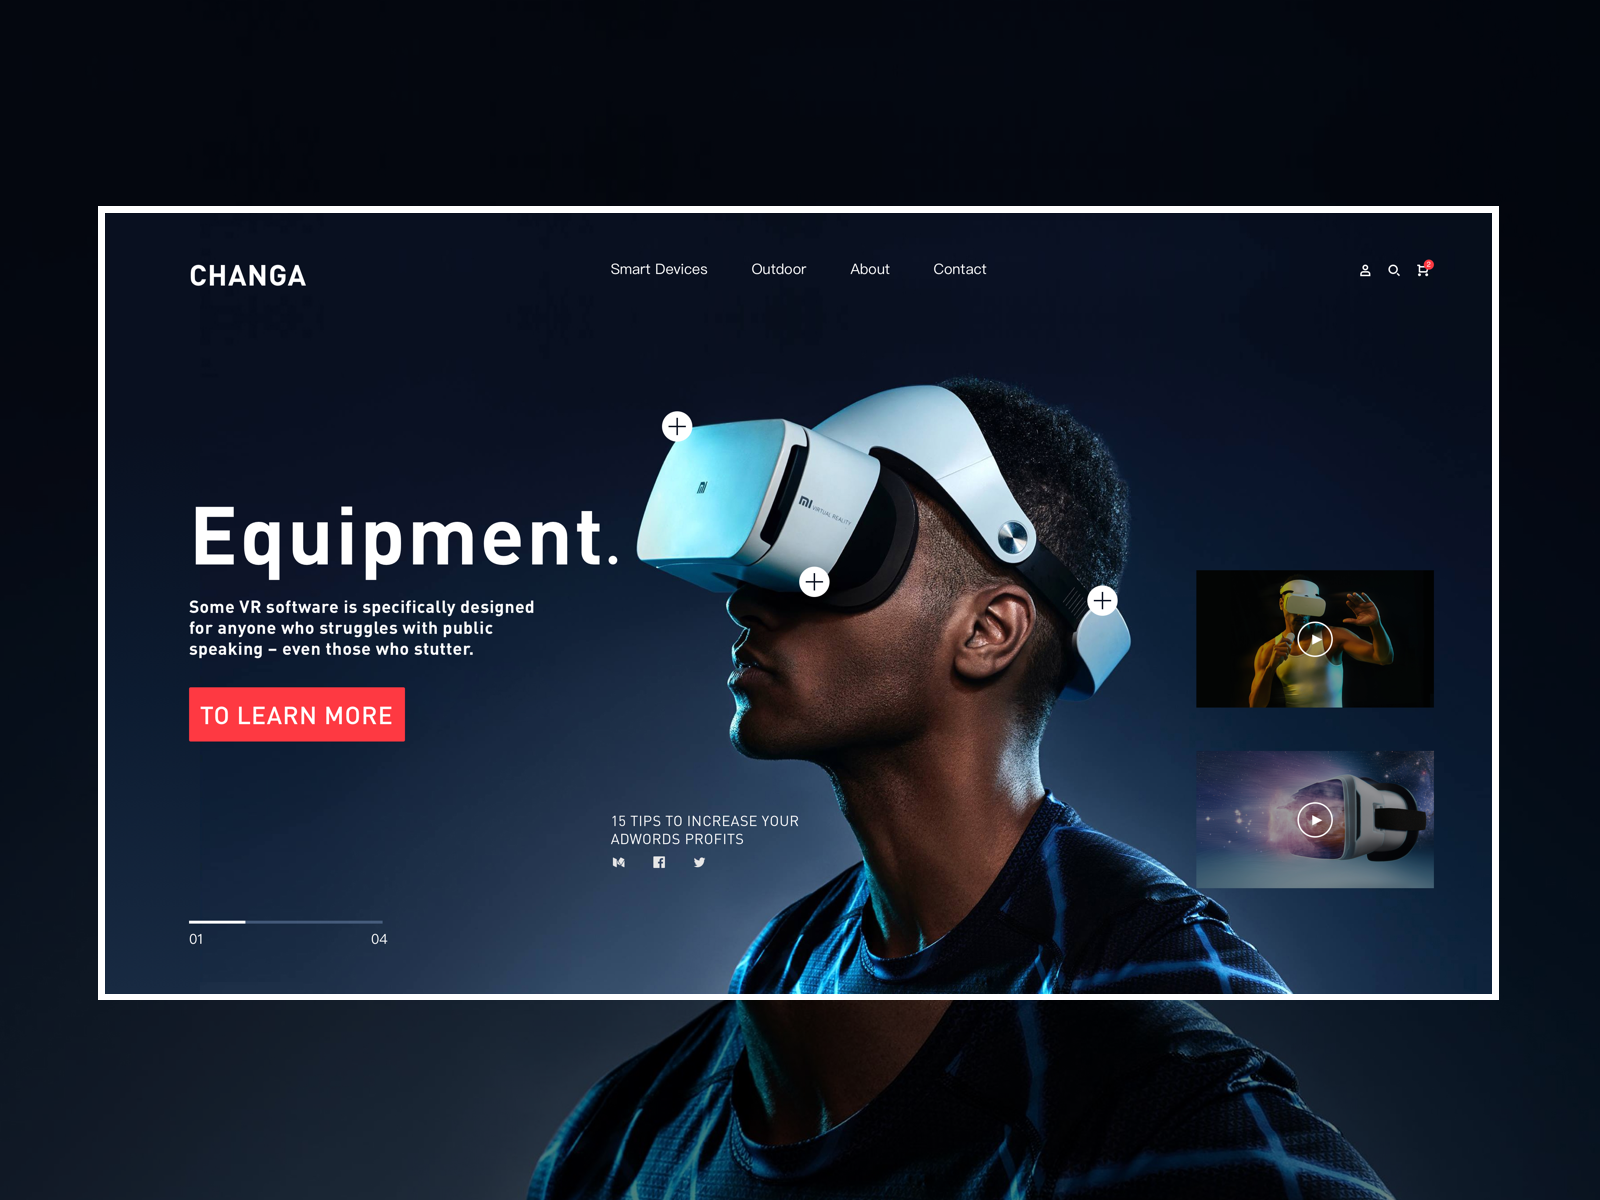 CHANGA
Smart Devices
Outdoor
About
Contact
2
Equipment.
Some VR software is specifically designed
for anyone who struggles with public
speaking – even those who stutter.
TO LEARN MORE
mi
mi VIRTUAL REALITY
15 TIPS TO INCREASE YOUR
ADWORDS PROFITS
01
04